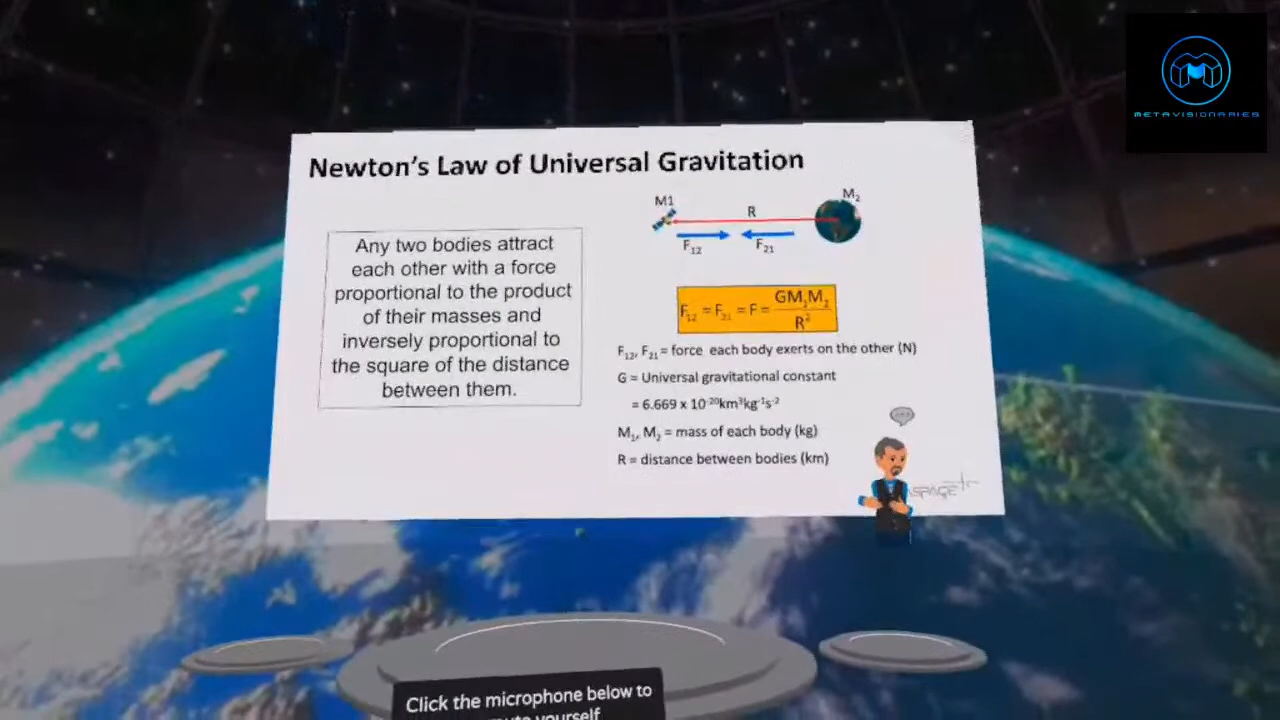 METAVISIONARIES
Newton's Law of Universal Gravitation
Any two bodies attract
each other with a force
proportional to the product
of their masses and
inversely proportional to
the square of the distance
between them.
M1
R
M₂
F₁₂
F₂₁
F₁₂ = F₂₁ = F = GM₁M₂
R²
F₁₂, F₂₁ = force each body exerts on the other (N)
G = Universal gravitational constant
= 6.669 x 10⁻²⁰km³kg⁻¹s⁻²
M₁, M₂ = mass of each body (kg)
R = distance between bodies (km)
SPACE
Click the microphone below to
yourself